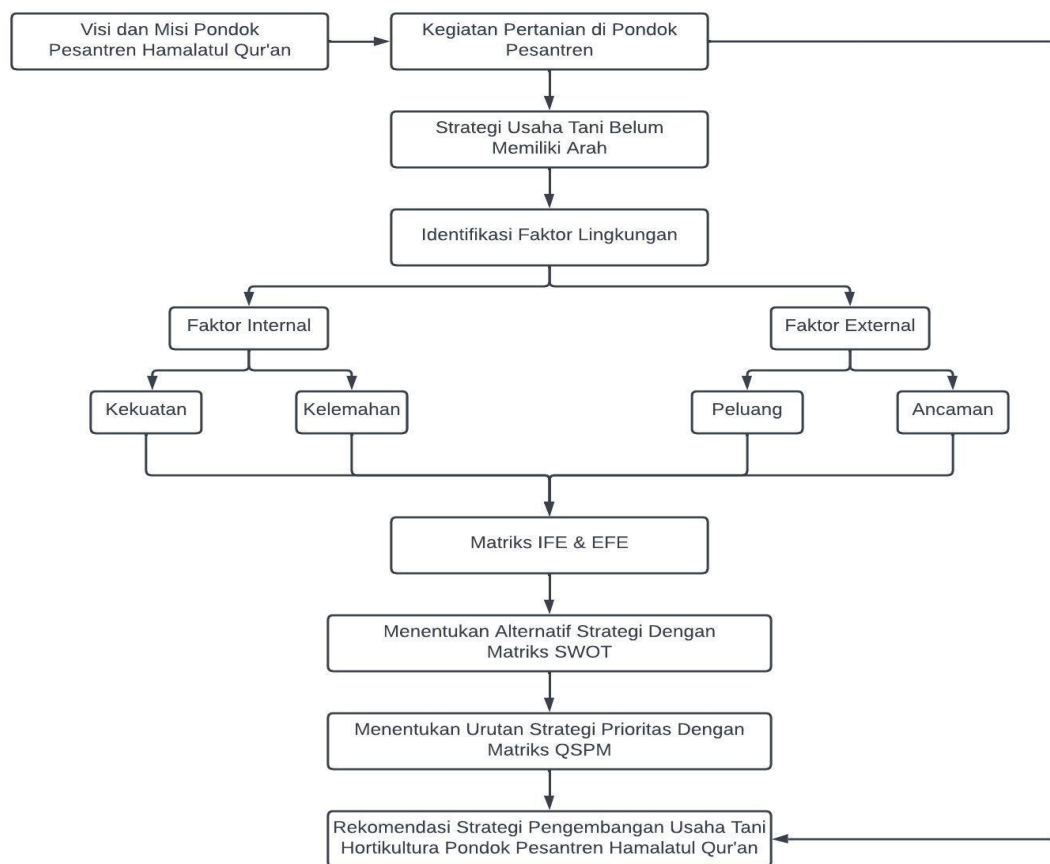 Visi dan Misi Pondok
Pesantren Hamalatul Qur'an
Kegiatan Pertanian di Pondok
Pesantren
Strategi Usaha Tani Belum
Memiliki Arah
Identifikasi Faktor Lingkungan
Faktor Internal
Faktor External
Kekuatan
Kelemahan
Peluang
Ancaman
Matriks IFE & EFE
Menentukan Alternatif Strategi Dengan
Matriks SWOT
Menentukan Urutan Strategi Prioritas Dengan
Matriks QSPM
Rekomendasi Strategi Pengembangan Usaha Tani
Hortikultura Pondok Pesantren Hamalatul Qur'an